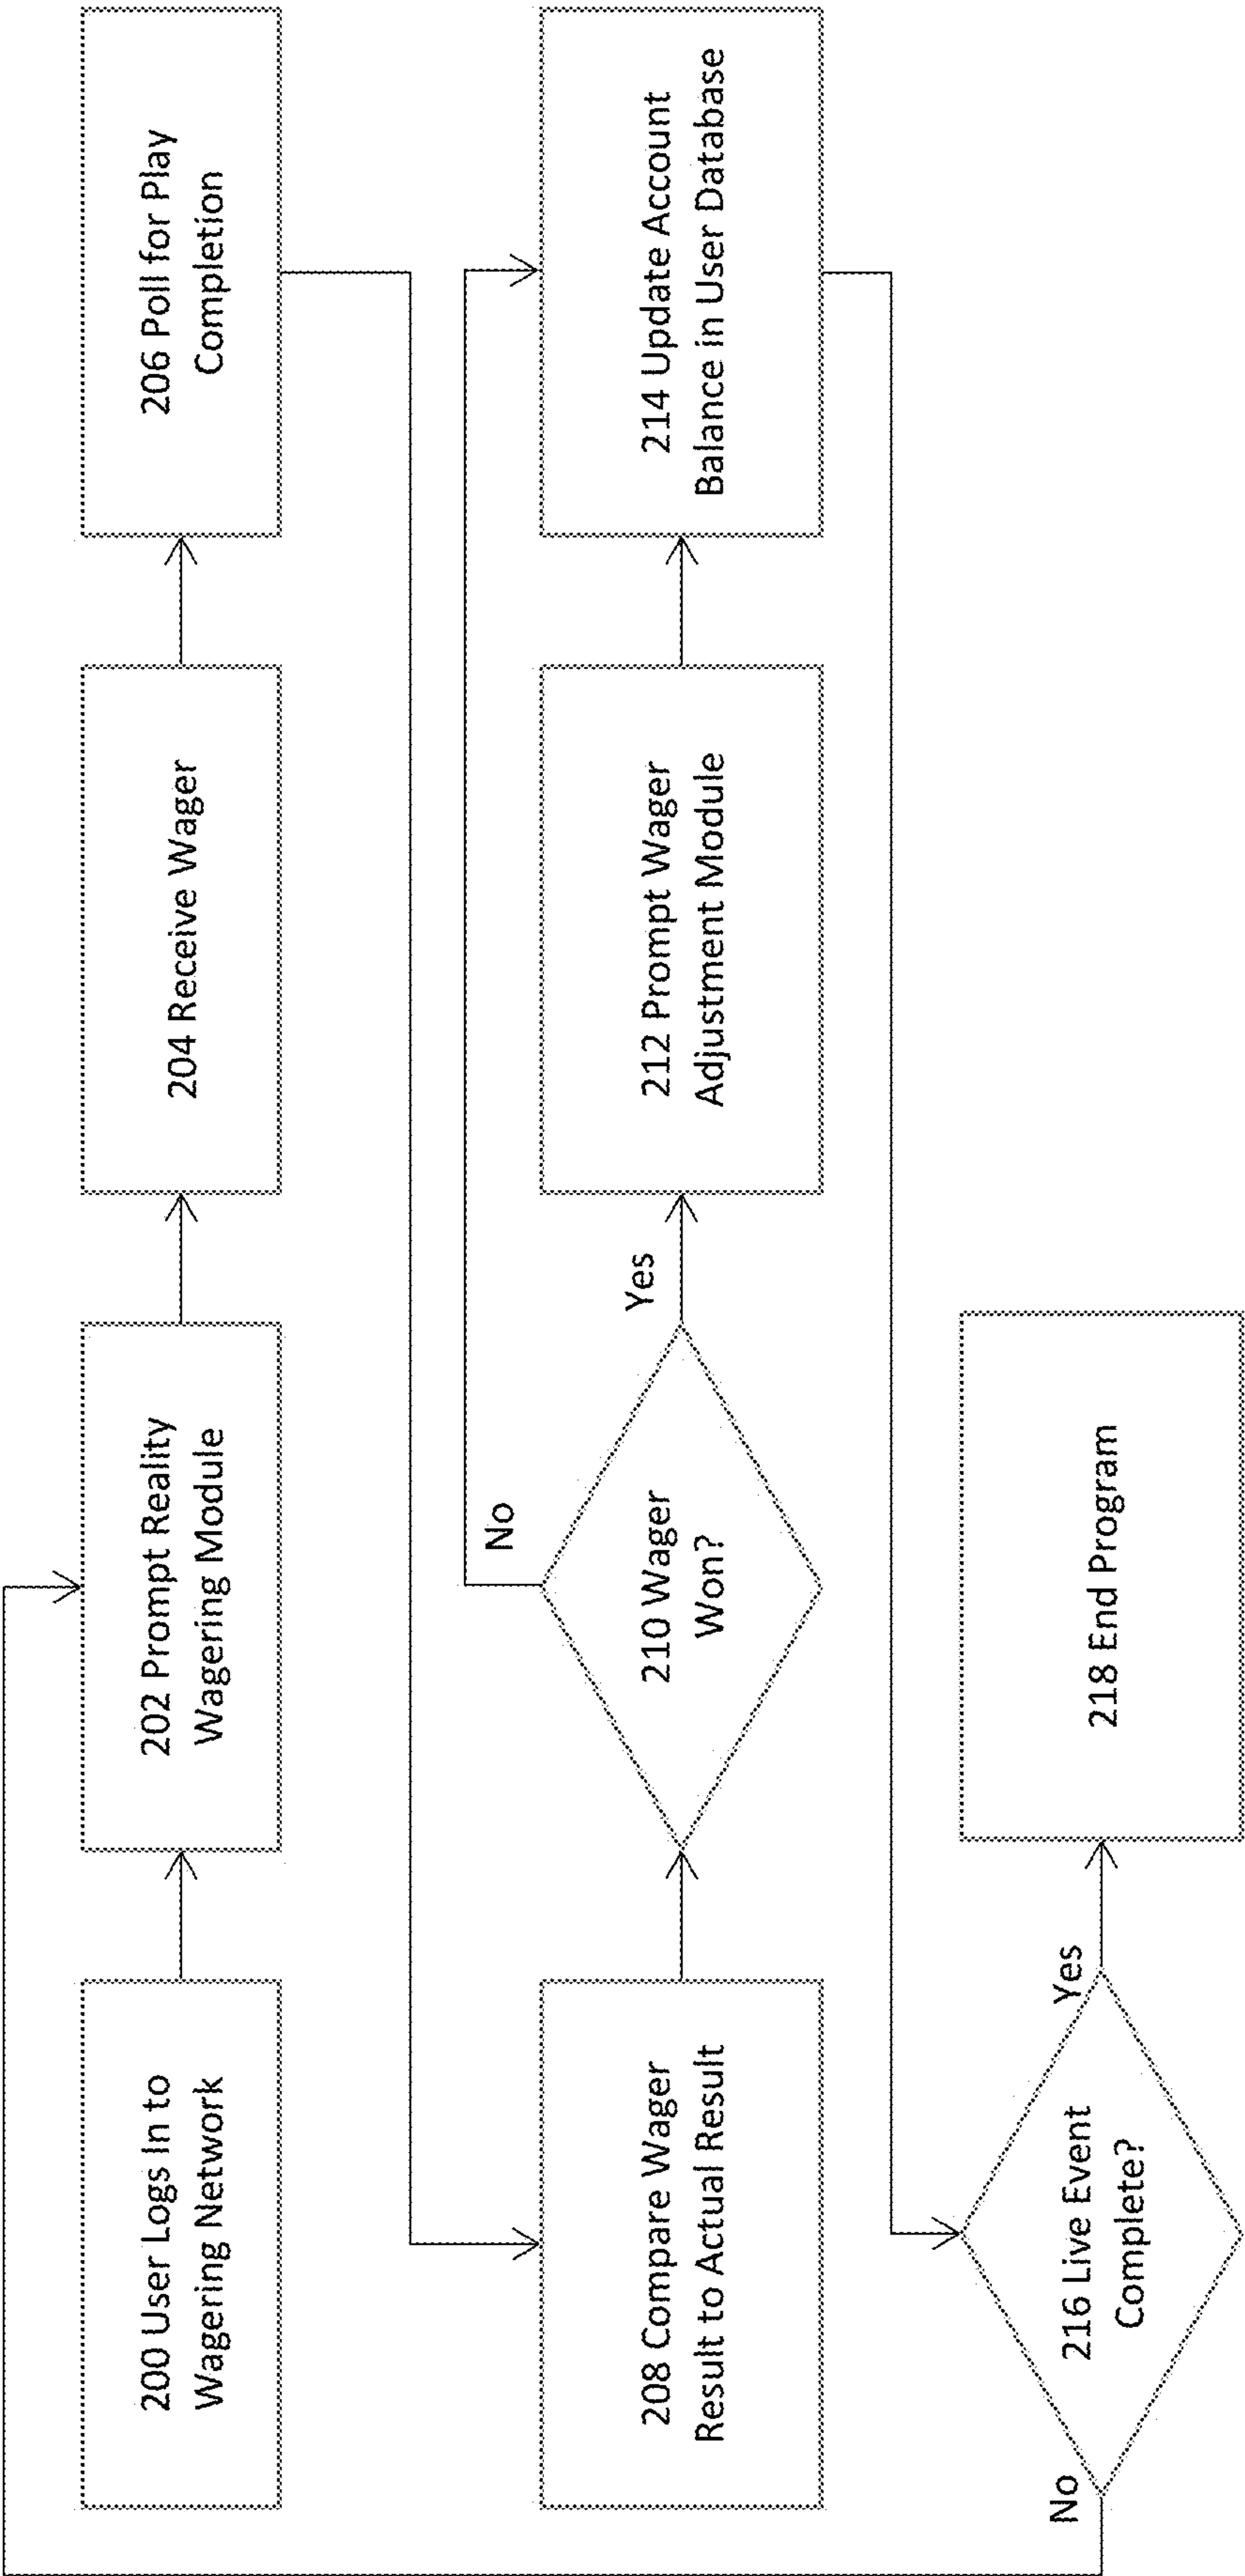 200 User Logs In to
Wagering Network
202 Prompt Reality
Wagering Module
204 Receive Wager
206 Poll for Play
Completion
208 Compare Wager
Result to Actual Result
210 Wager
Won?
No
Yes
212 Prompt Wager
Adjustment Module
214 Update Account
Balance in User Database
216 Live Event
Complete?
No
Yes
218 End Program